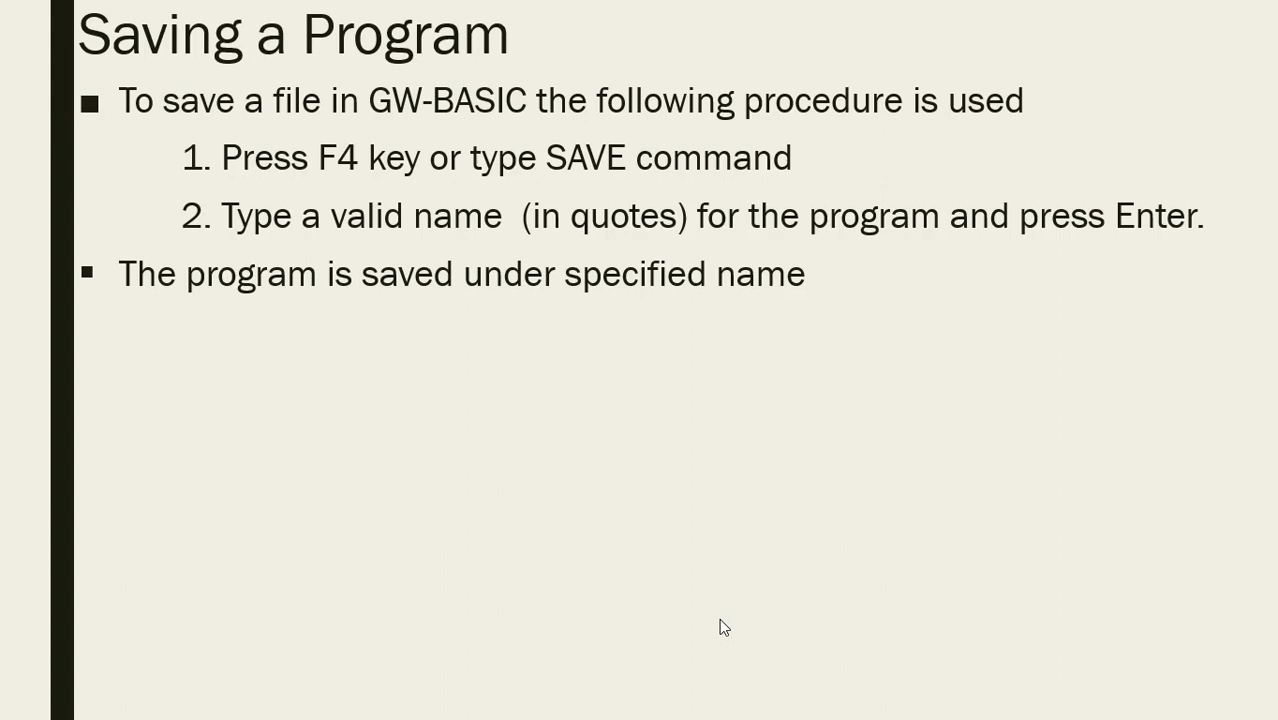 Saving a Program
■ To save a file in GW-BASIC the following procedure is used
1. Press F4 key or type SAVE command
2. Type a valid name (in quotes) for the program and press Enter.
▪ The program is saved under specified name